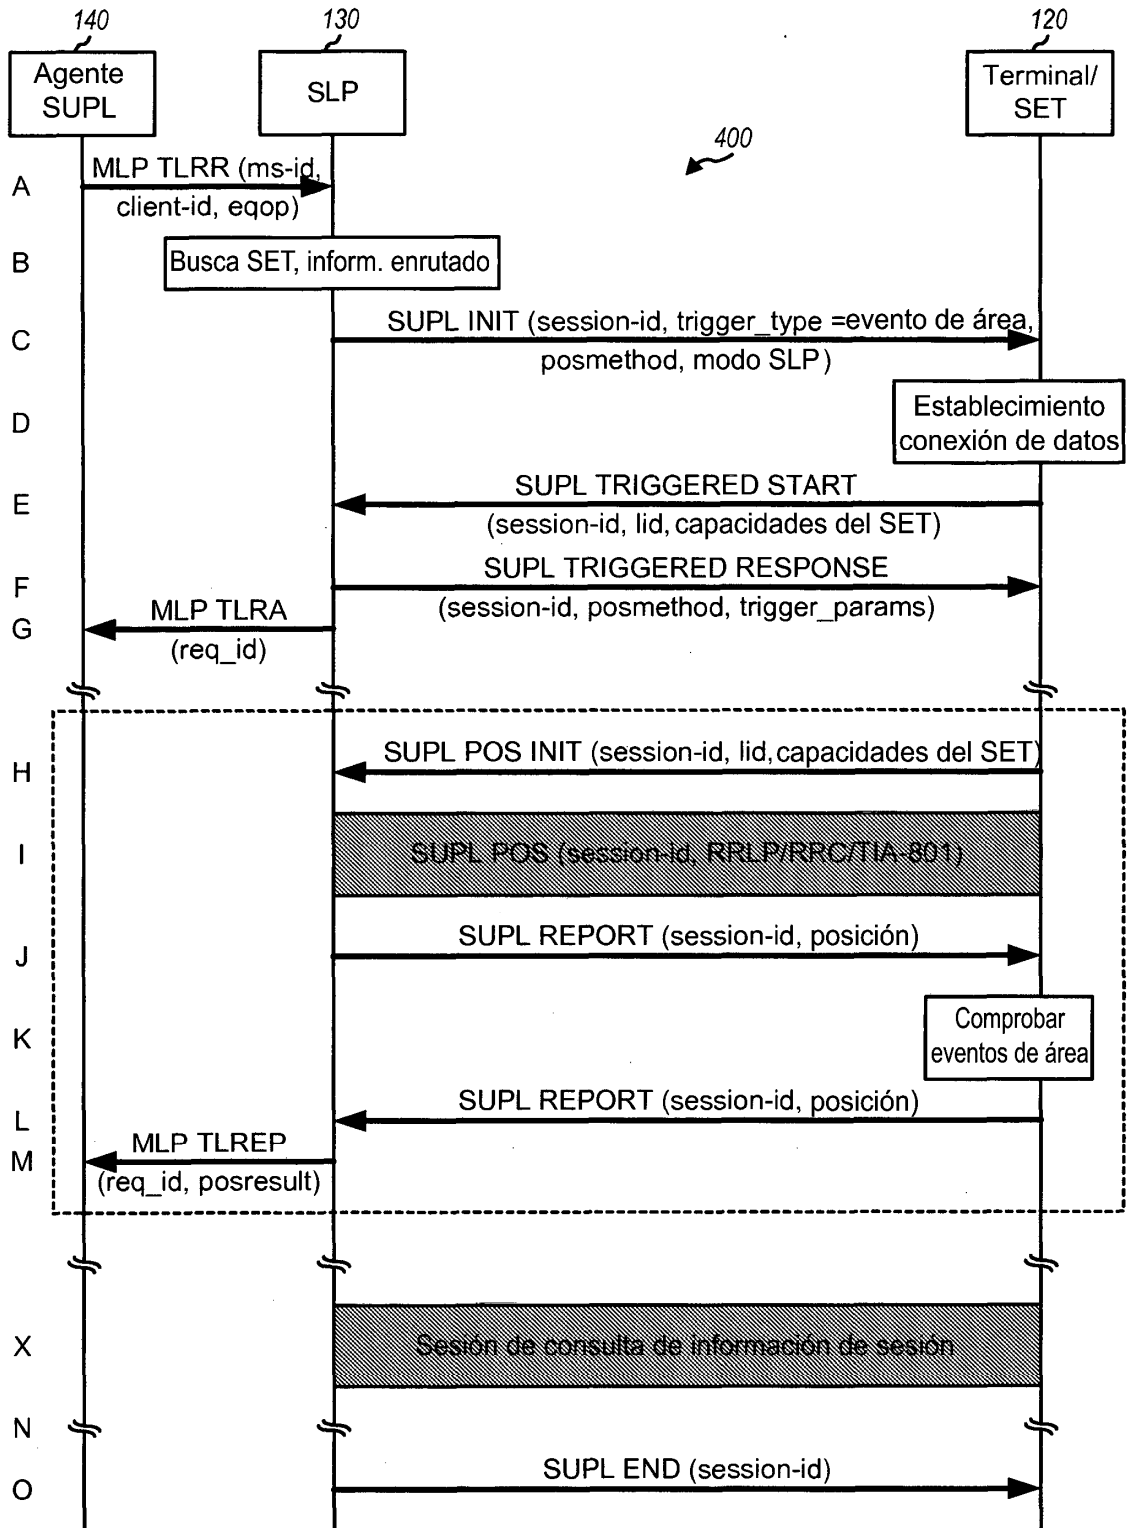 140
130
120
Agente
SUPL
SLP
Terminal/
SET
400
A
MLP TLRR (ms-id,
client-id, eqop)
B
Busca SET, inform. enrutado
C
SUPL INIT (session-id, trigger_type =evento de área,
posmethod, modo SLP)
D
Establecimiento
conexión de datos
E
SUPL TRIGGERED START
(session-id, lid, capacidades del SET)
F
SUPL TRIGGERED RESPONSE
(session-id, posmethod, trigger_params)
G
MLP TLRA
(req_id)
H
SUPL POS INIT (session-id, lid, capacidades del SET)
I
SUPL POS (session-id, RRLP/RRC/TIA-801)
J
SUPL REPORT (session-id, posición)
K
Comprobar
eventos de área
L
SUPL REPORT (session-id, posición)
M
MLP TLREP
(req_id, posresult)
X
Sesión de consulta de información de sesión
N
O
SUPL END (session-id)